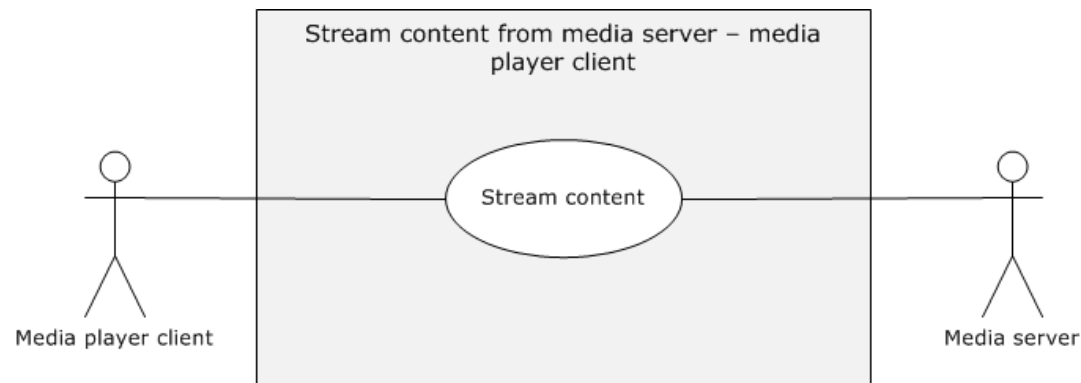 Stream content from media server – media
player client
Stream content
Media player client
Media server